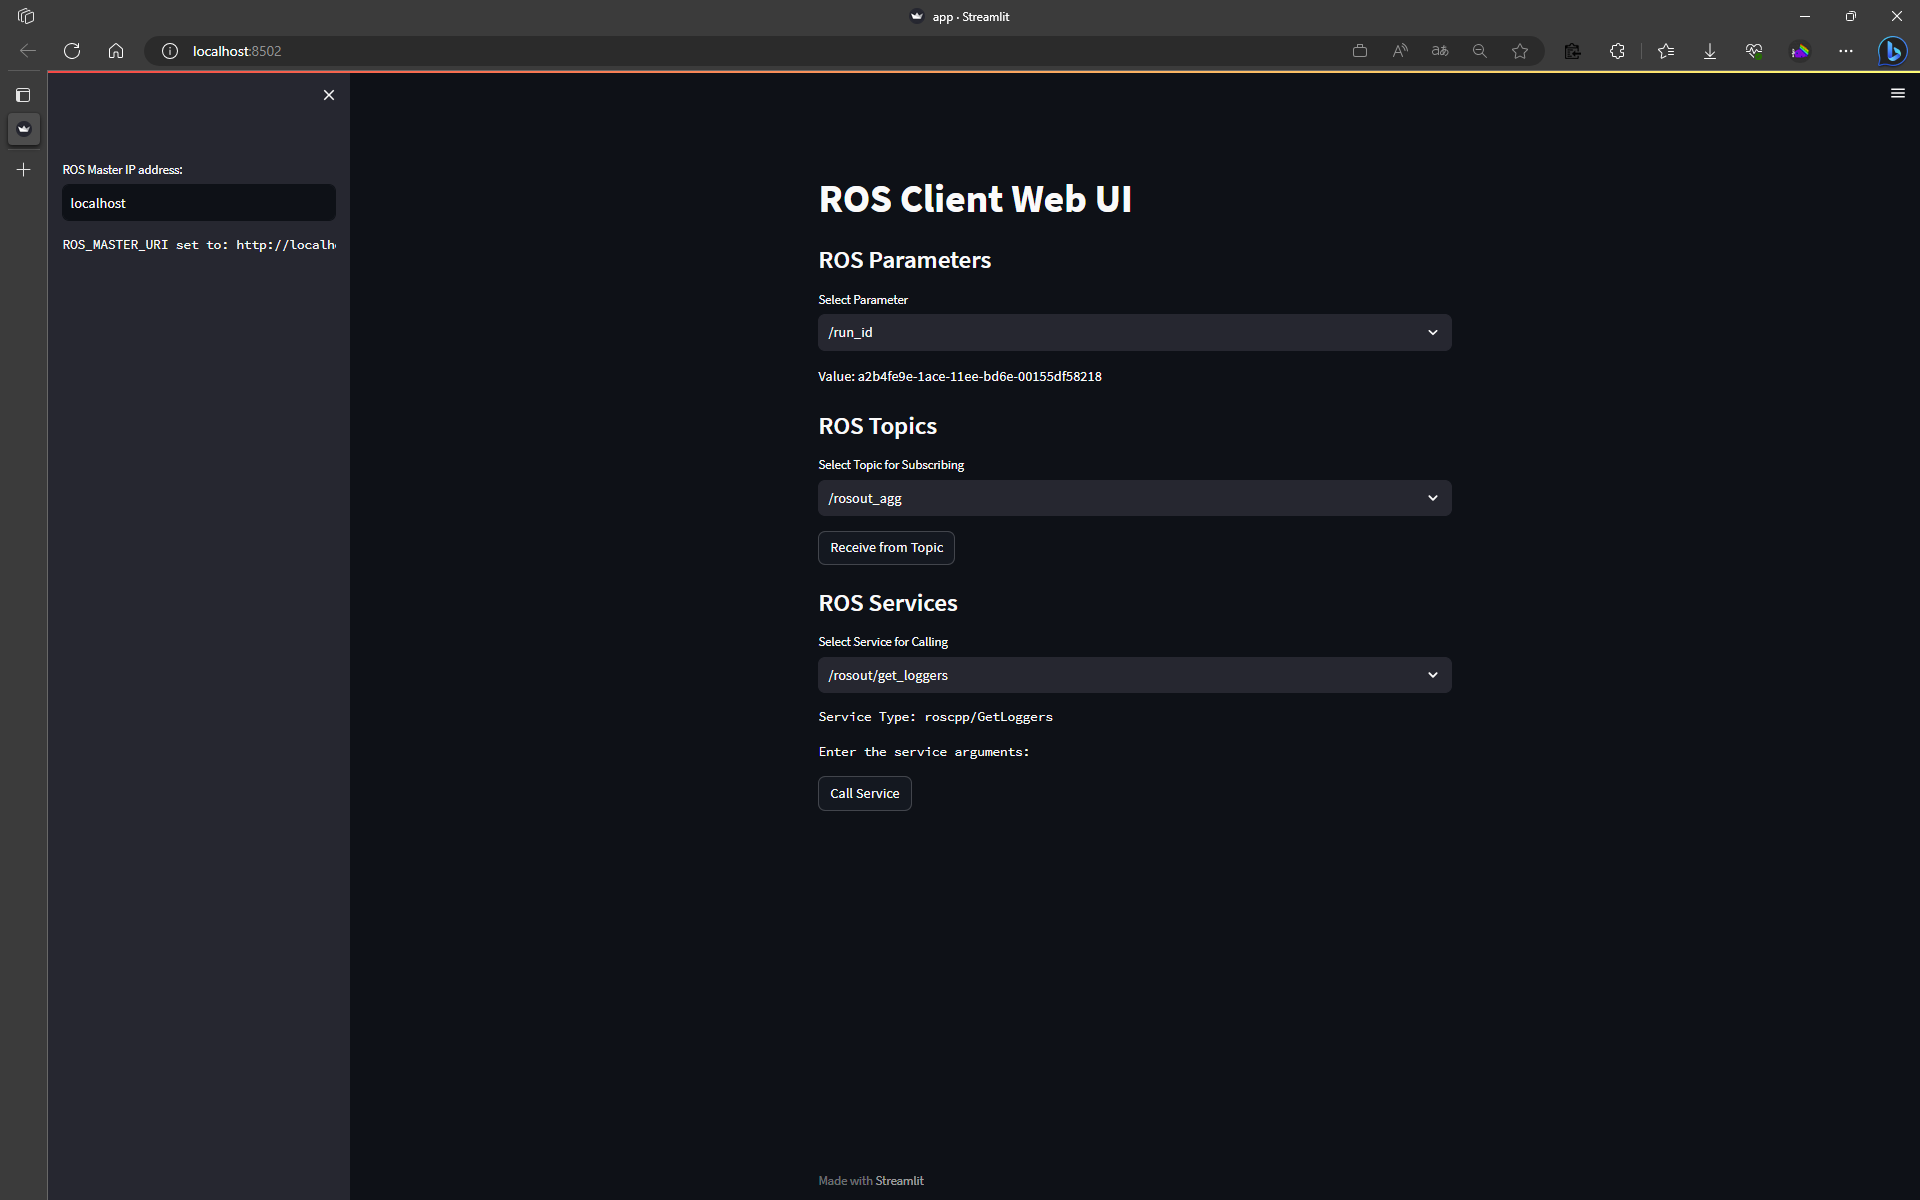 app · Streamlit
localhost:8502
ROS Master IP address:
localhost
ROS_MASTER_URI set to: http://localh
ROS Client Web UI
ROS Parameters
Select Parameter
/run_id
Value: a2b4fe9e-1ace-11ee-bd6e-00155df58218
ROS Topics
Select Topic for Subscribing
/rosout_agg
Receive from Topic
ROS Services
Select Service for Calling
/rosout/get_loggers
Service Type: roscpp/GetLoggers
Enter the service arguments:
Call Service
Made with Streamlit